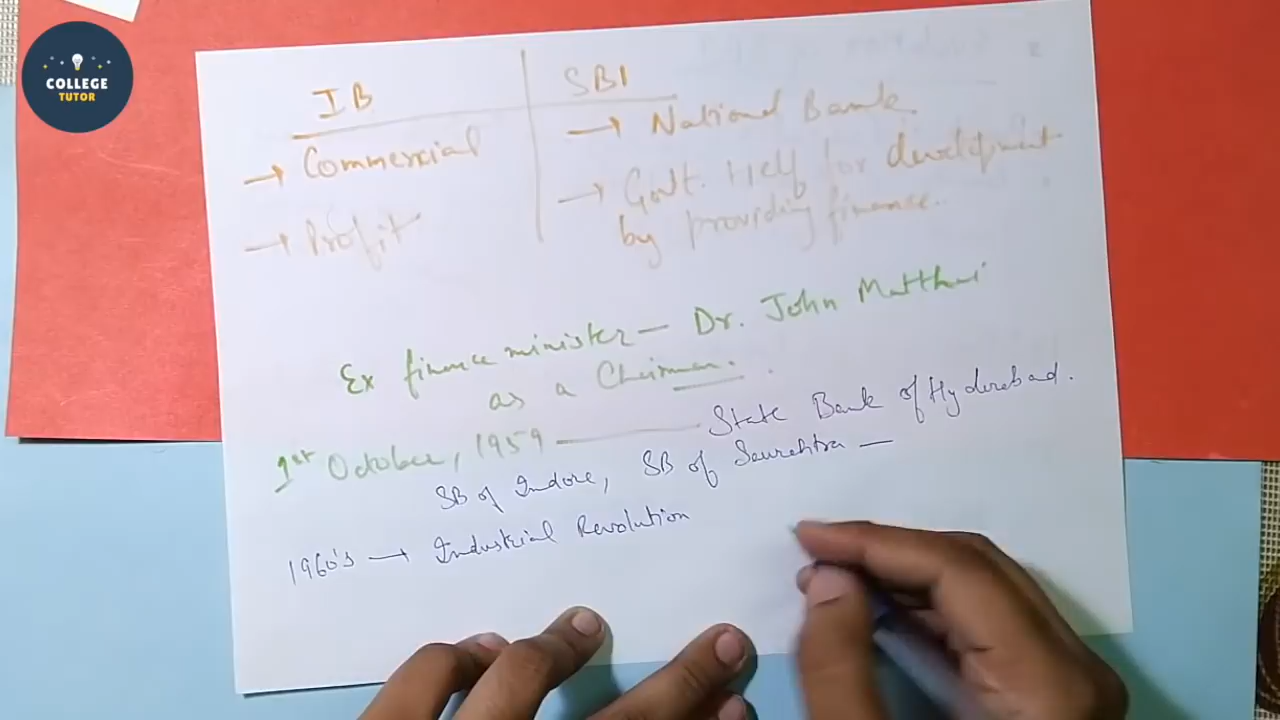 COLLEGE
TUTOR
IB
→ Commercial
→ Profit
SBI
→ National Bank
→ Govt. Help for development
by providing finance.
Ex finance minister — Dr. John Matthai
as a Chairman.
1st October, 1959 — State Bank of Hyderabad.
SB of Indore, SB of Saurashtra —
1960's → Industrial Revolution